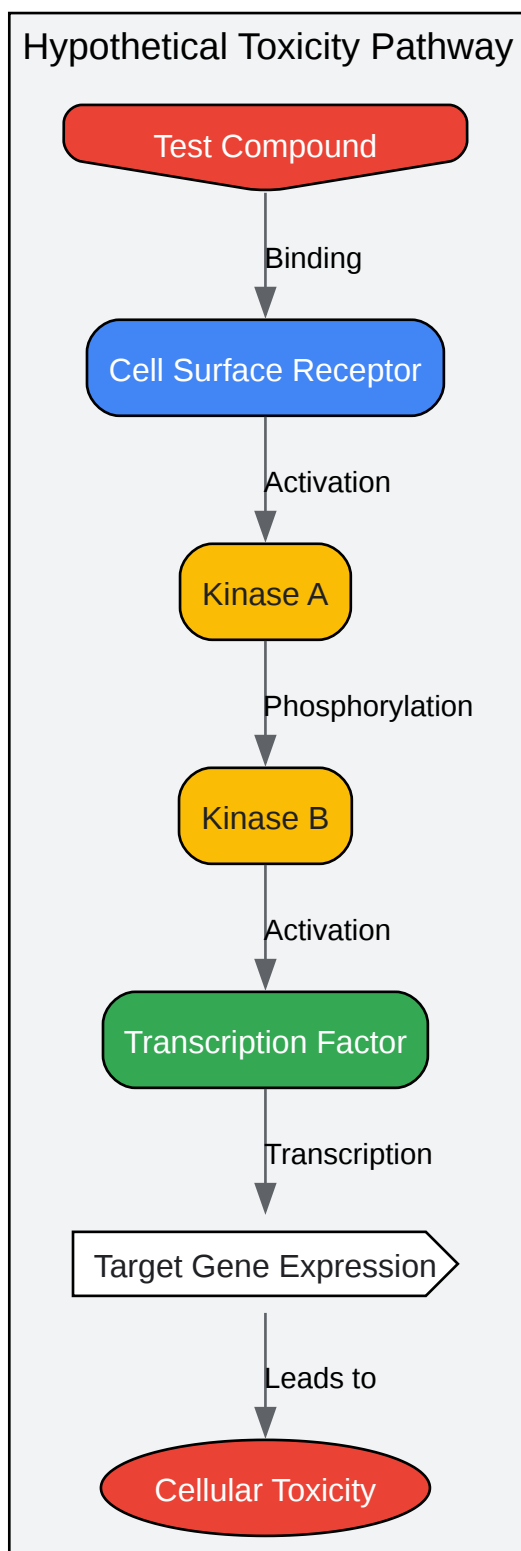 Hypothetical Toxicity Pathway
Test Compound
Binding
Cell Surface Receptor
Activation
Kinase A
Phosphorylation
Kinase B
Activation
Transcription Factor
Transcription
Target Gene Expression
Leads to
Cellular Toxicity